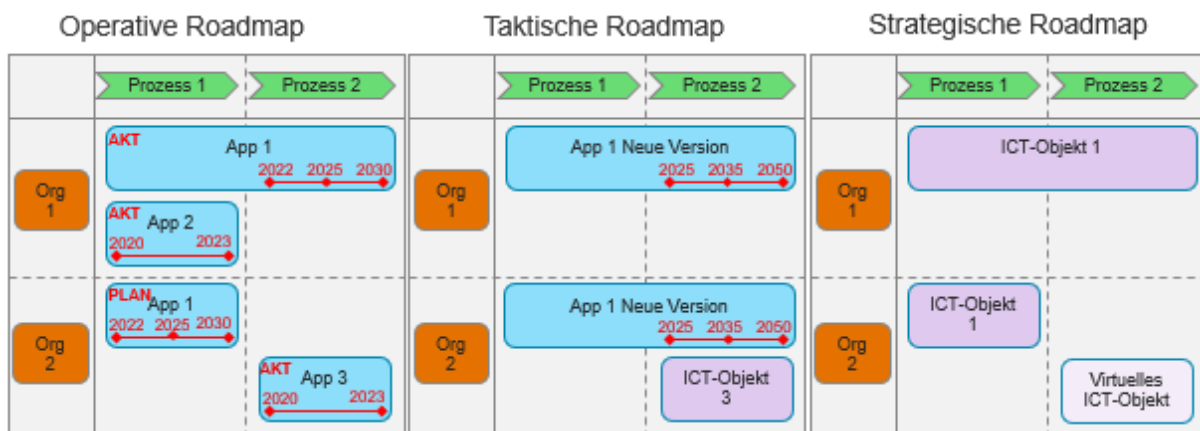 Operative Roadmap
Taktische Roadmap
Strategische Roadmap
Prozess 1
Prozess 2
Prozess 1
Prozess 2
Prozess 1
Prozess 2
Org
1
AKT
App 1
2022 2025 2030
AKT
App 2
2020 2023
Org
2
PLAN
App 1
2022 2025 2030
AKT
App 3
2020 2023
Org
1
App 1 Neue Version
2025 2035 2050
Org
2
App 1 Neue Version
2025 2035 2050
ICT-Objekt
3
Org
1
ICT-Objekt 1
Org
2
ICT-Objekt
1
Virtuelles
ICT-Objekt